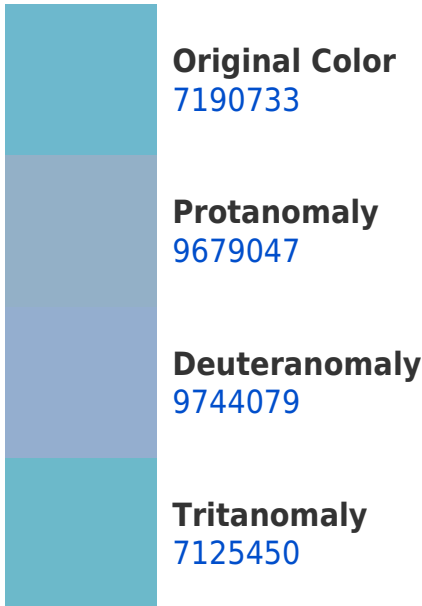 Original Color
7190733
Protanomaly
9679047
Deuteranomaly
9744079
Tritanomaly
7125450